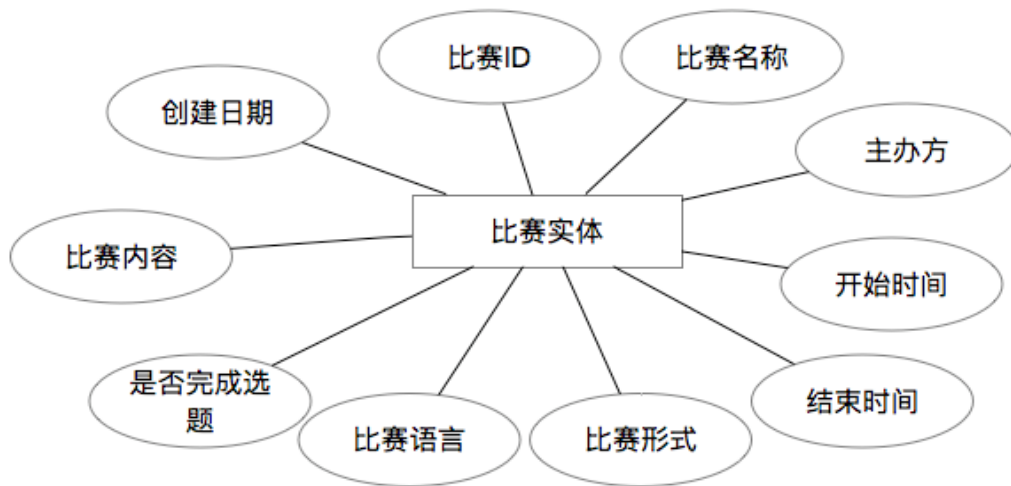 比赛ID
比赛名称
创建日期
主办方
比赛实体
比赛内容
开始时间
是否完成选
题
结束时间
比赛语言
比赛形式